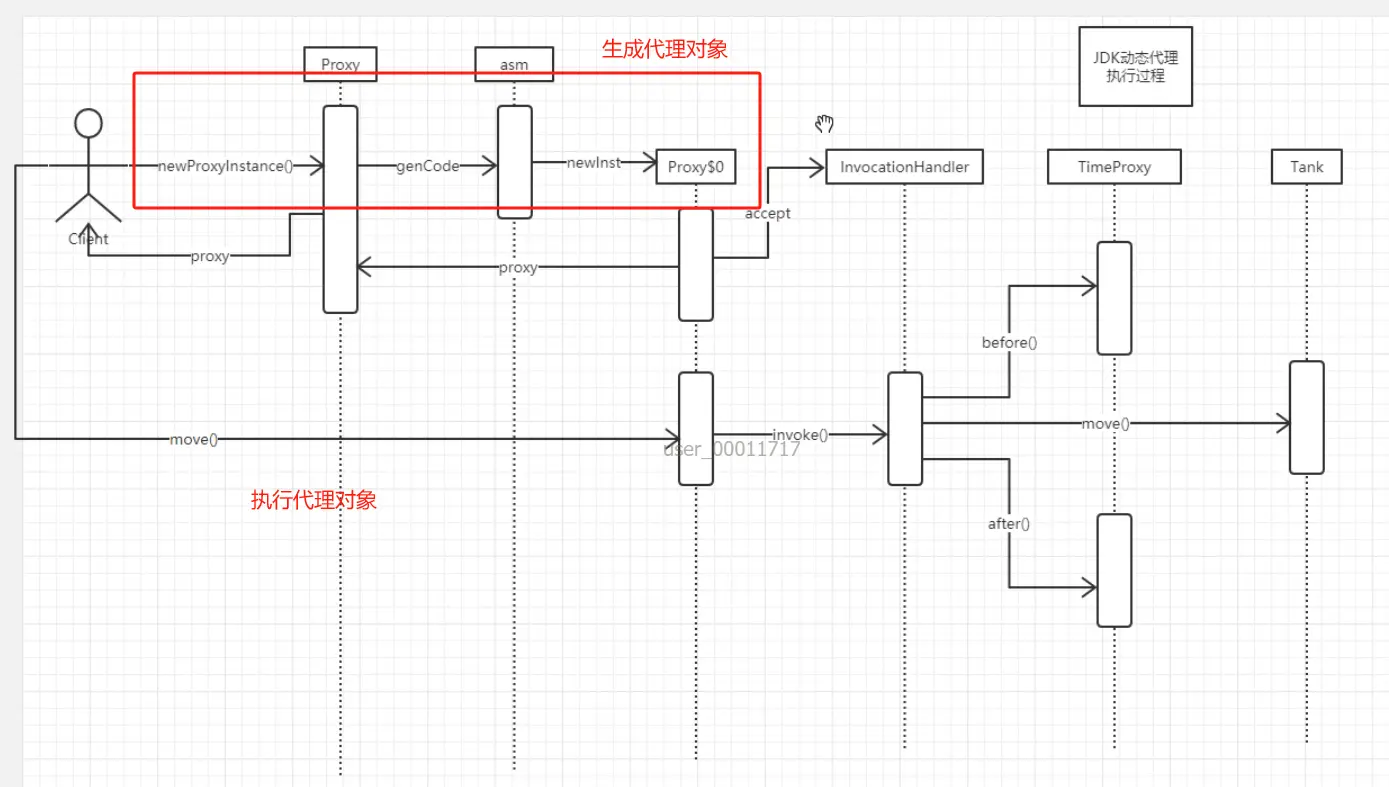 生成代理对象
JDK动态代理
执行过程
Proxy
asm
newProxyInstance()
genCode
newInst
Proxy$0
InvocationHandler
TimeProxy
Tank
accept
Client
proxy
proxy
before()
move()
invoke()
move()
user_00011717
执行代理对象
after()